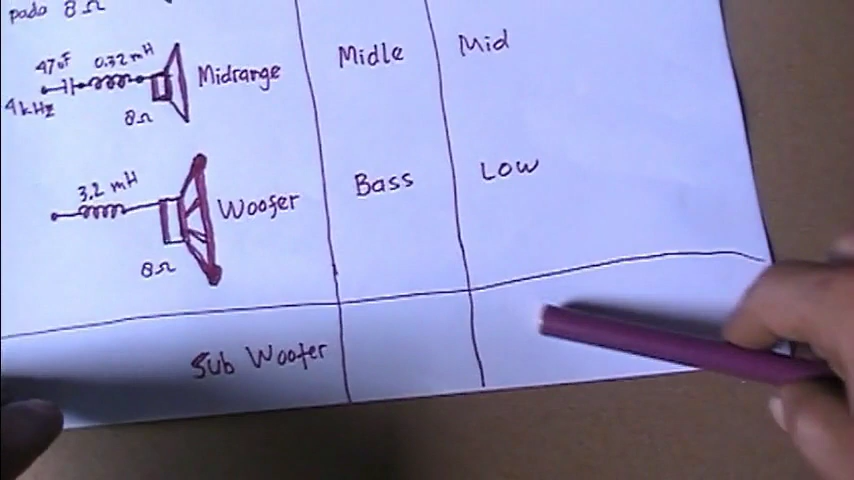 pada 8Ω
47uF 0.32mH
Midrange
Midle
Mid
4kHz
8Ω
3.2 mH
Woofer
Bass
Low
8Ω
Sub Woofer